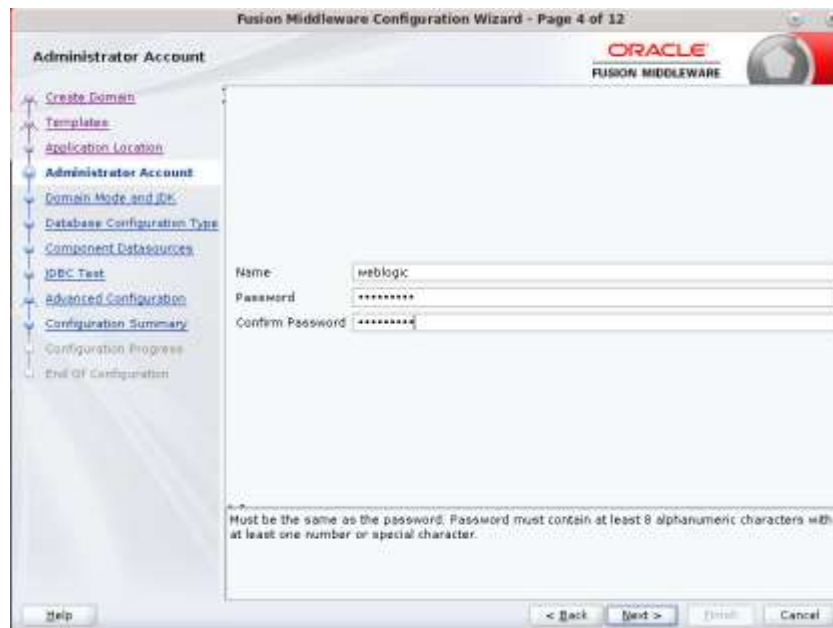 Fusion Middleware Configuration Wizard - Page 4 of 12
Administrator Account
ORACLE
FUSION MIDDLEWARE
Create Domain
Templates
Application Location
Administrator Account
Domain Mode and JDK
Database Configuration Type
Component Datasources
JDBC Test
Advanced Configuration
Configuration Summary
Configuration Progress
End Of Configuration
Name weblogic
Password •••••••••
Confirm Password •••••••••
Must be the same as the password. Password must contain at least 8 alphanumeric characters with
at least one number or special character.
Help < Back Next > Finish Cancel